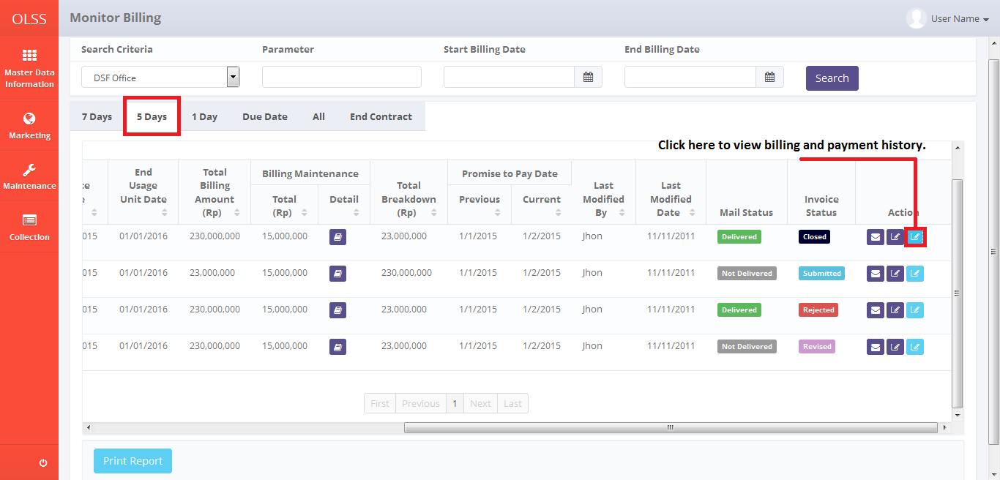 OLSS
Monitor Billing
User Name
Master Data
Information
Marketing
Maintenance
Collection
Search Criteria
Parameter
Start Billing Date
End Billing Date
DSF Office
Search
7 Days
5 Days
1 Day
Due Date
All
End Contract
Click here to view billing and payment history.
End
Usage
Unit Date
Total
Billing
Amount
(Rp)
Billing Maintenance
Total
(Rp)
Detail
Total
Breakdown
(Rp)
Promise to Pay Date
Previous
Current
Last
Modified
By
Last
Modified
Date
Mail Status
Invoice
Status
Action
015 01/01/2016 230,000,000 15,000,000 23,000,000 1/1/2015 1/2/2015 Jhon 11/11/2011 Delivered Closed
015 01/01/2016 23,000,000 15,000,000 230,000,000 1/1/2015 1/2/2015 Jhon 11/11/2011 Not Delivered Submitted
015 01/01/2016 230,000,000 15,000,000 23,000,000 1/1/2015 1/2/2015 Jhon 11/11/2011 Delivered Rejected
015 01/01/2016 230,000,000 15,000,000 23,000,000 1/1/2015 1/2/2015 Jhon 11/11/2011 Not Delivered Revised
First Previous 1 Next Last
Print Report